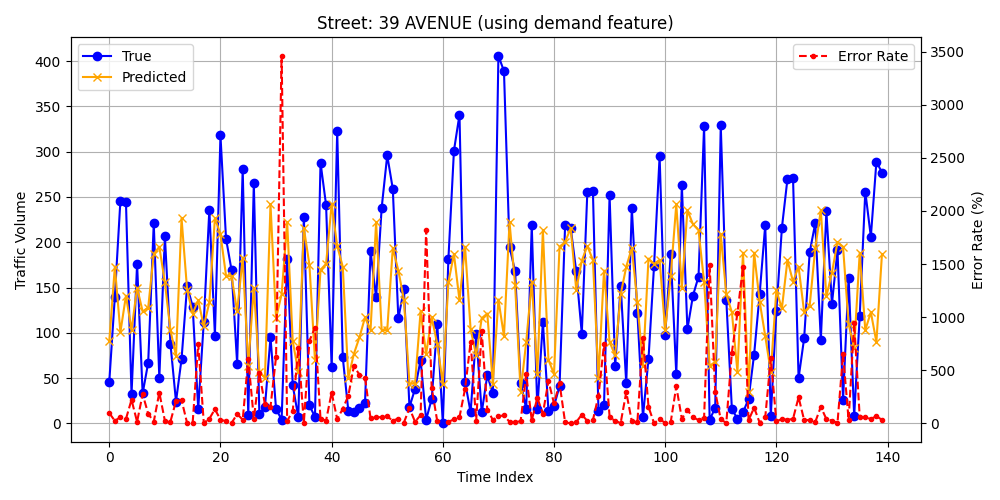 Street: 39 AVENUE (using demand feature)
True
Predicted
Error Rate
Traffic Volume
400
350
300
250
200
150
100
50
0
3500
3000
2500
2000
1500
1000
500
0
Error Rate (%)
0 20 40 60 80 100 120 140
Time Index